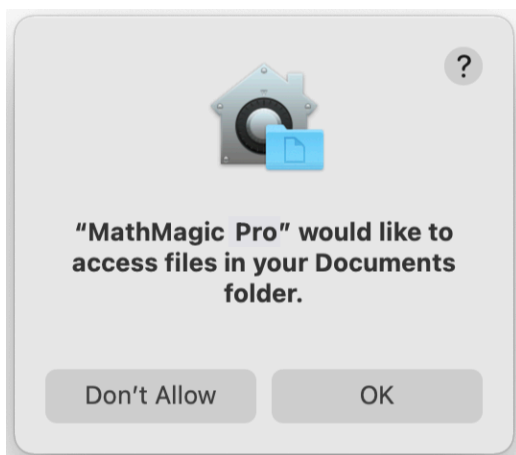 ?
“MathMagic Pro” would like to
access files in your Documents
folder.
Don’t Allow
OK